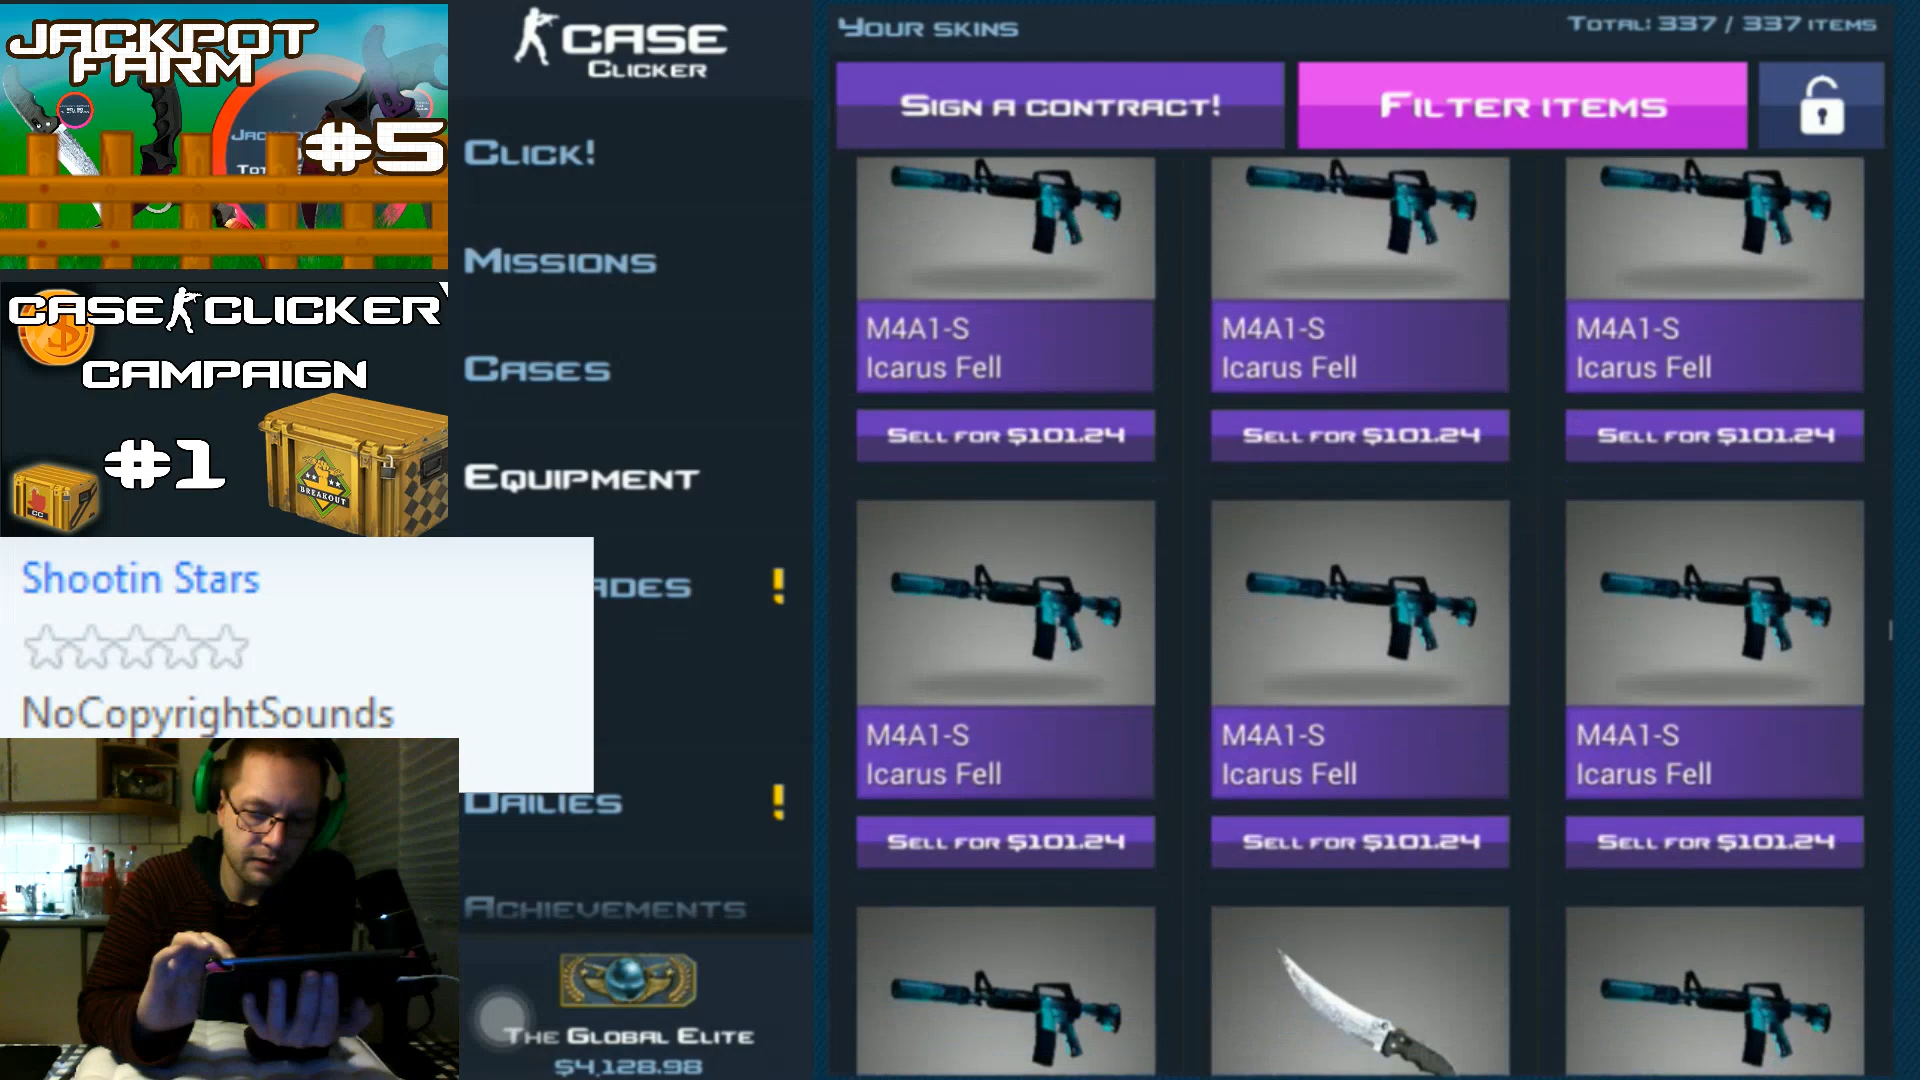 JACKPOT
FARM
#5
CASE CLICKER
CAMPAIGN
#1
BREAKOUT
CC
Shootin Stars
NoCopyrightSounds
CASE
CLICKER
CLICK!
MISSIONS
CASES
EQUIPMENT
ADES !
DAILIES !
ACHIEVEMENTS
THE GLOBAL ELITE
$4,128.98
YOUR SKINS
TOTAL: 337 / 337 ITEMS
SIGN A CONTRACT!
FILTER ITEMS
M4A1-S M4A1-S M4A1-S
Icarus Fell Icarus Fell Icarus Fell
SELL FOR $101.24 SELL FOR $101.24 SELL FOR $101.24
M4A1-S M4A1-S M4A1-S
Icarus Fell Icarus Fell Icarus Fell
SELL FOR $101.24 SELL FOR $101.24 SELL FOR $101.24